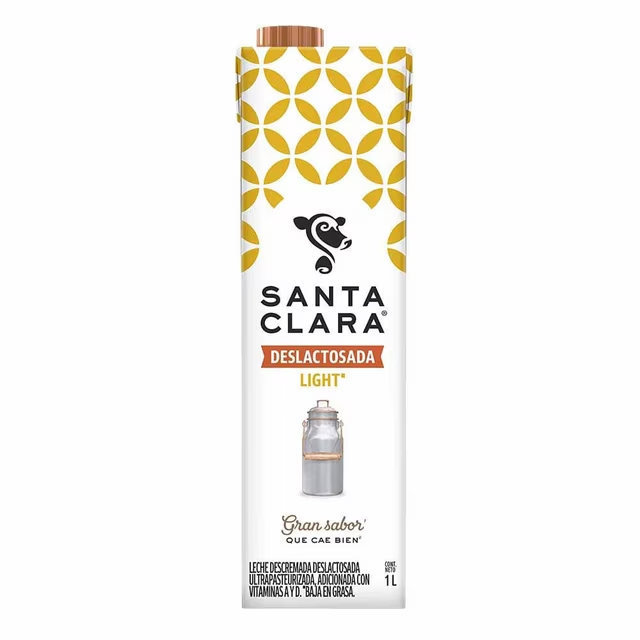 SANTA
CLARA®
DESLACTOSADA
LIGHT*
Gran sabor
QUE CAE BIEN
LECHE DESCREMADA DESLACTOSADA
ULTRAPASTEURIZADA, ADICIONADA CON
VITAMINAS A Y D. *BAJA EN GRASA.
CONT.
NETO
1 L